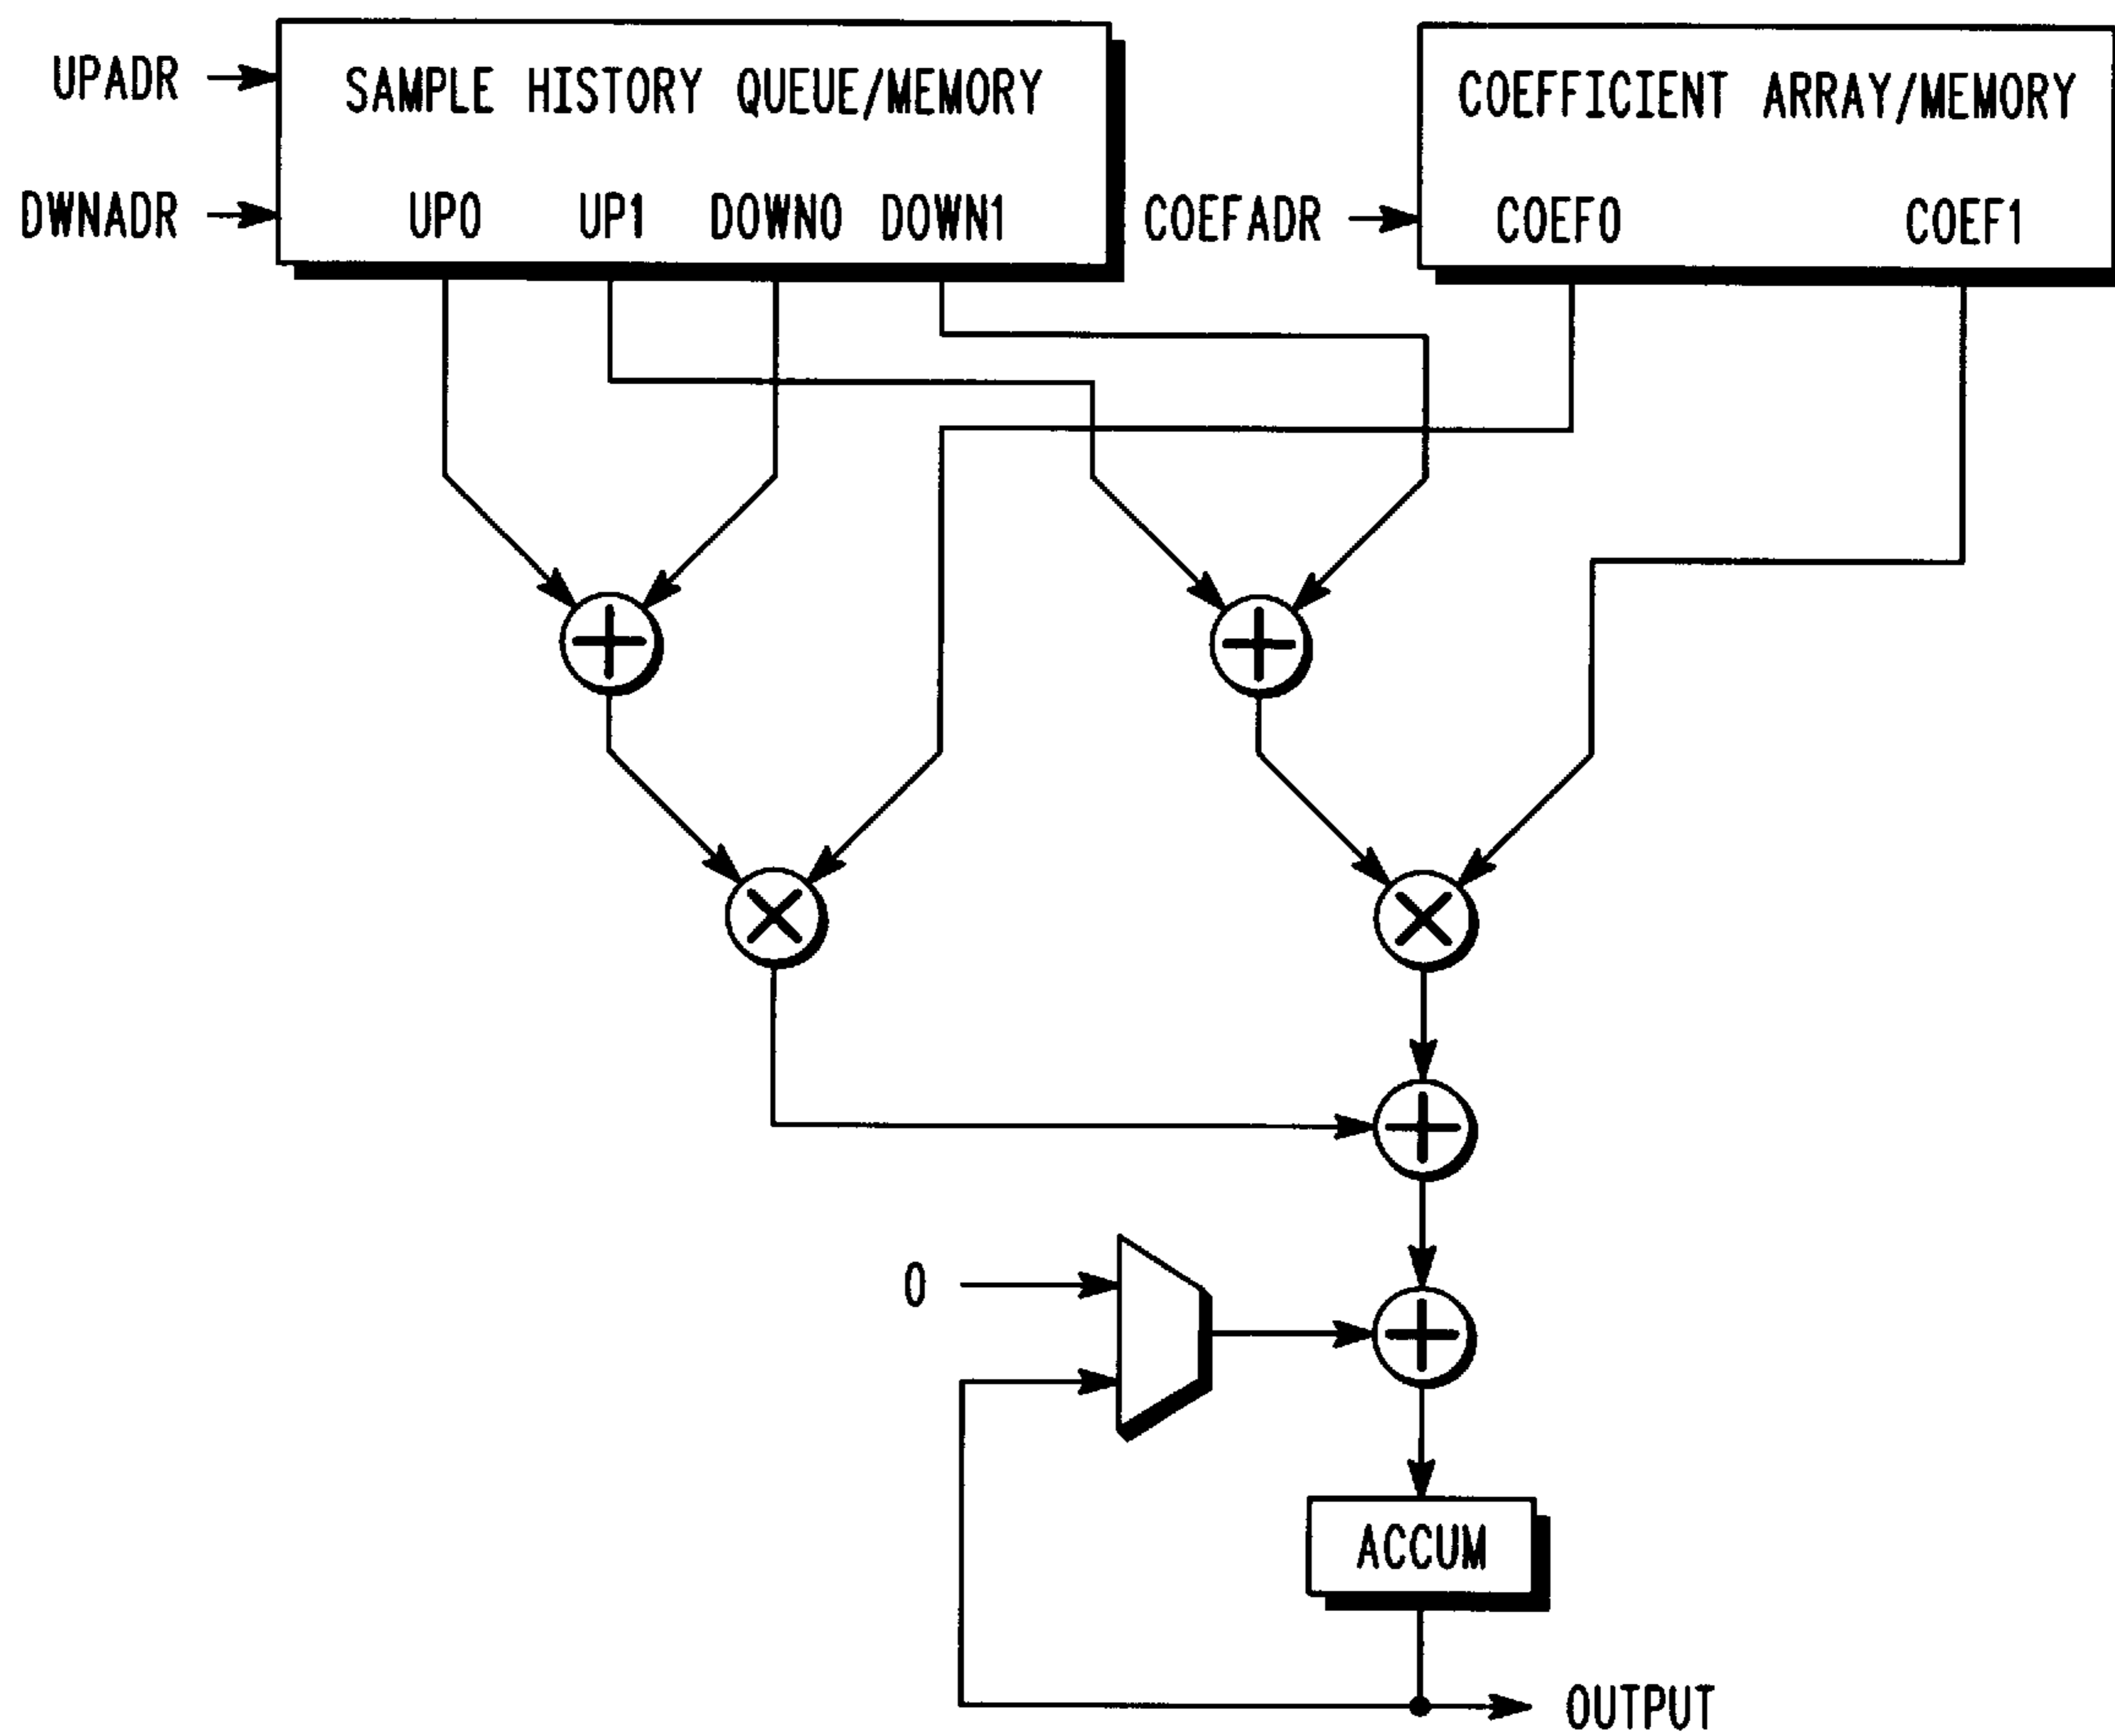 UPADR
SAMPLE HISTORY QUEUE/MEMORY
COEFFICIENT ARRAY/MEMORY
DWNADR
UP0
UP1
DOWN0
DOWN1
COEFADR
COEF0
COEF1
0
ACCUM
OUTPUT